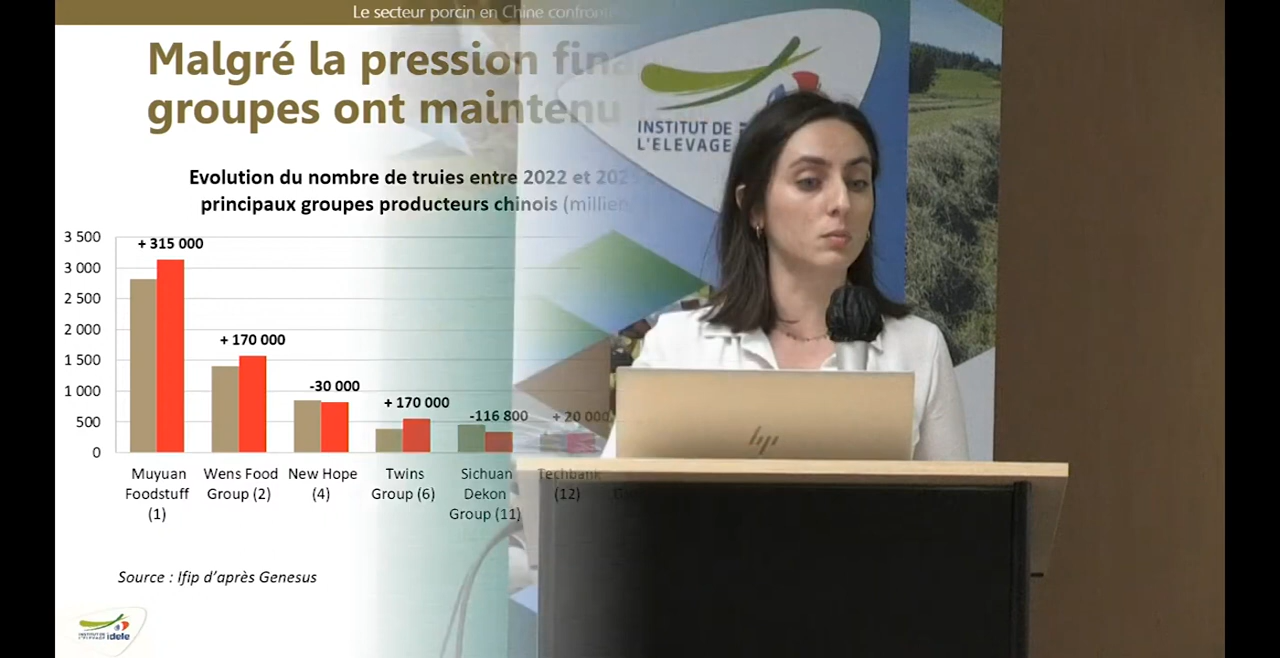 Le secteur porcin en Chine
Malgré la pression
groupes ont maintenu
INSTITUT DE
L'ELEVAGE
Evolution du nombre de truies entre 2022 et
principaux groupes producteurs chinois
3 500
3 000
2 500
2 000
1 500
1 000
500
0
+ 315 000
+ 170 000
-30 000
+ 170 000
-116 800
+ 20 000
Muyuan
Foodstuff
(1)
Wens Food
Group (2)
New Hope
(4)
Twins
Group (6)
Sichuan
Dekon
Group (11)
Techbank
(12)
hp
Source : Ifip d'après Genesus
INSTITUT DE
L'ELEVAGE idele